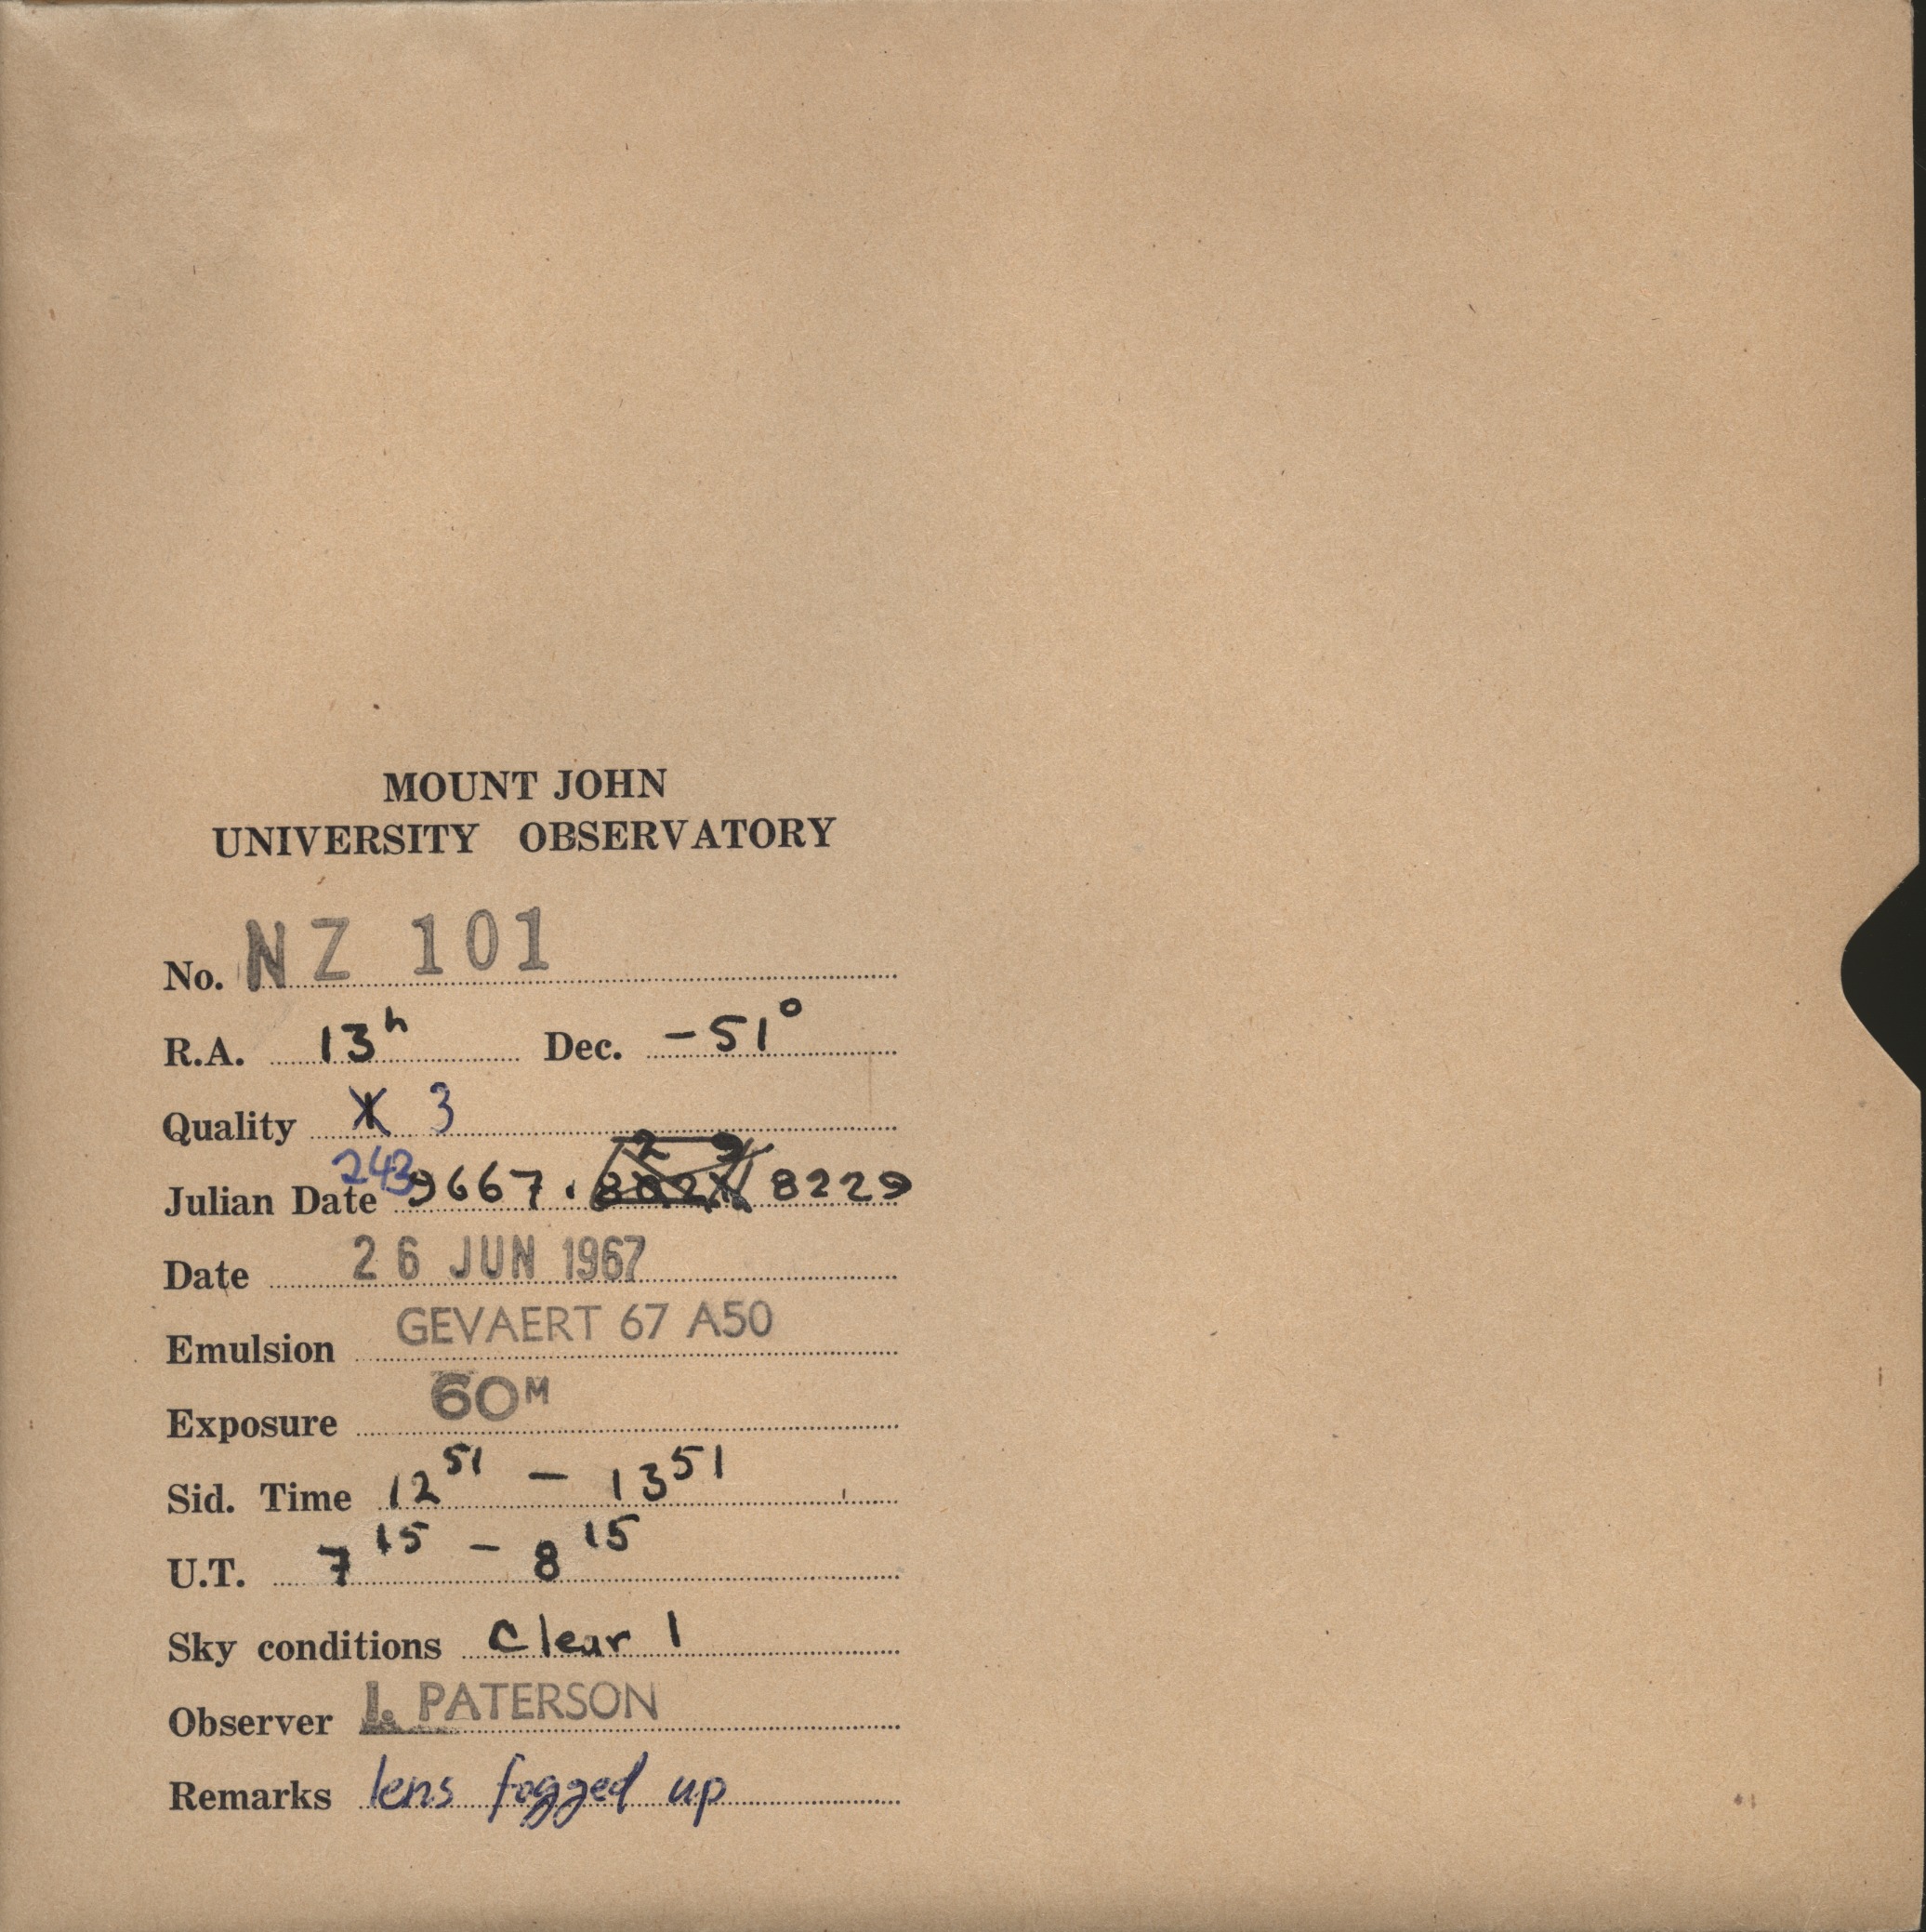 MOUNT JOHN
UNIVERSITY OBSERVATORY
No. NZ 101
R.A. 13h Dec. -51°
Quality 3
Julian Date 2439667.8229
Date 26 JUN 1967
Emulsion GEVAERT 67 A50
Exposure 60M
Sid. Time 12 51 - 13 51
U.T. 7 15 - 8 15
Sky conditions Clear 1
Observer I. PATERSON
Remarks lens fogged up